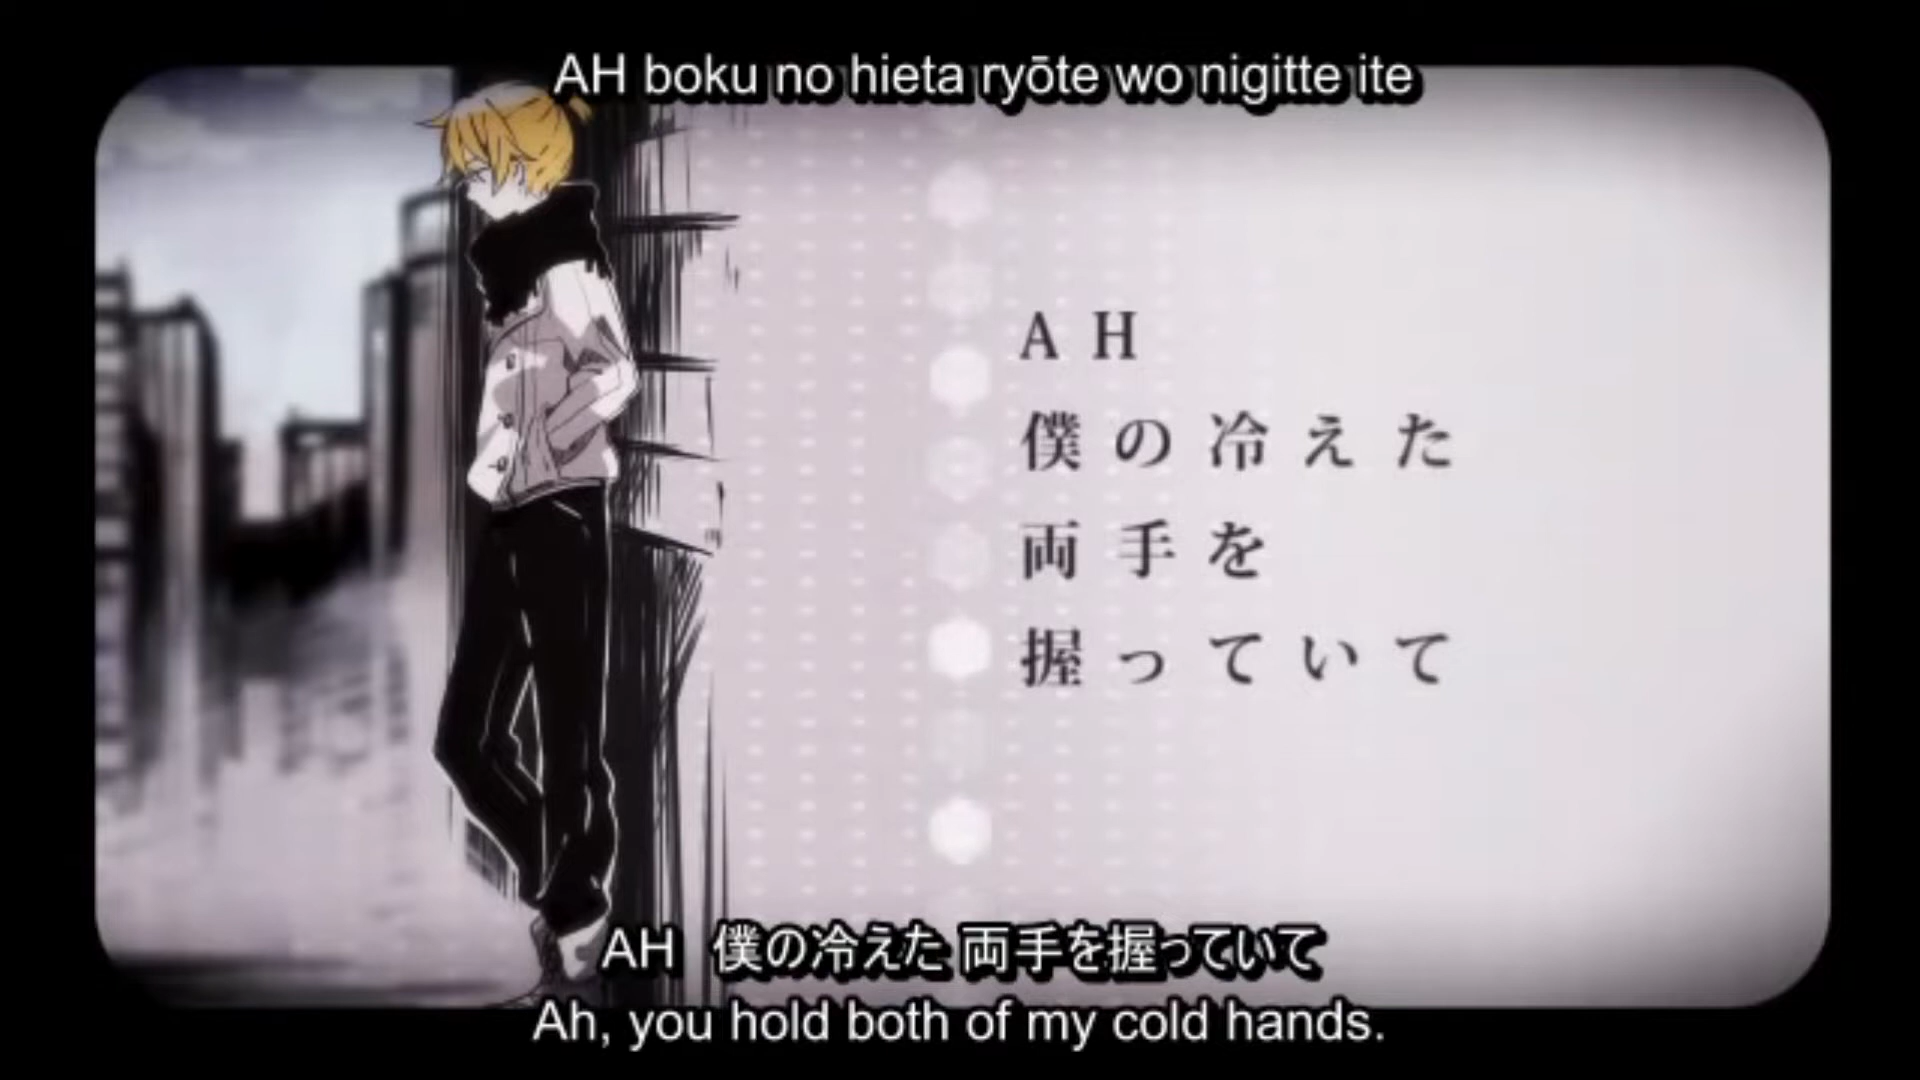 AH boku no hieta ryōte wo nigitte ite
AH
僕の冷えた
両手を
握っていて
AH 僕の冷えた 両手を握っていて
Ah, you hold both of my cold hands.